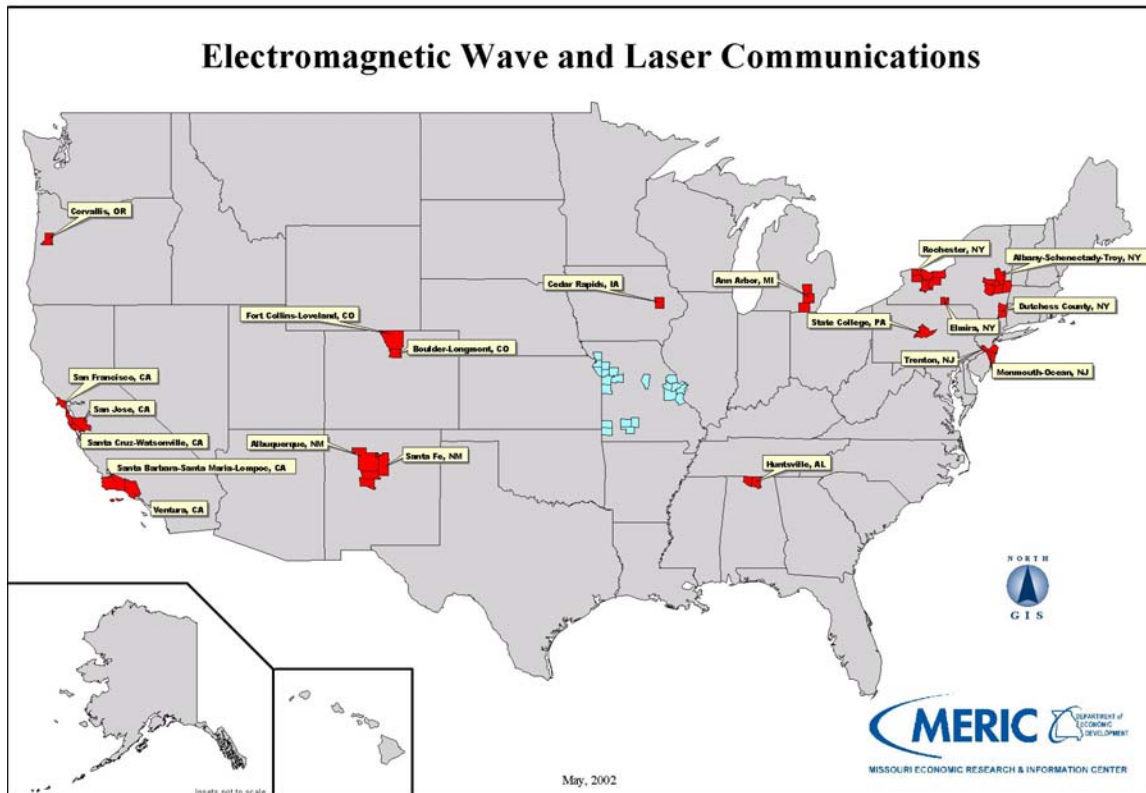 Electromagnetic Wave and Laser Communications
Corvallis, OR
Rochester, NY
Albany-Schenectady-Troy, NY
Cedar Rapids, IA
Ann Arbor, MI
Fort Collins-Loveland, CO
State College, PA
Elmira, NY
Dutchess County, NY
Boulder-Longmont, CO
Trenton, NJ
Monmouth-Ocean, NJ
San Francisco, CA
San Jose, CA
Santa Cruz-Watsonville, CA
Albuquerque, NM
Santa Fe, NM
Santa Barbara-Santa Maria-Lompoc, CA
Huntsville, AL
Ventura, CA
NORTH
GIS
MERIC
DEPARTMENT of
ECONOMIC
DEVELOPMENT
MISSOURI ECONOMIC RESEARCH & INFORMATION CENTER
May, 2002
Insets not to scale